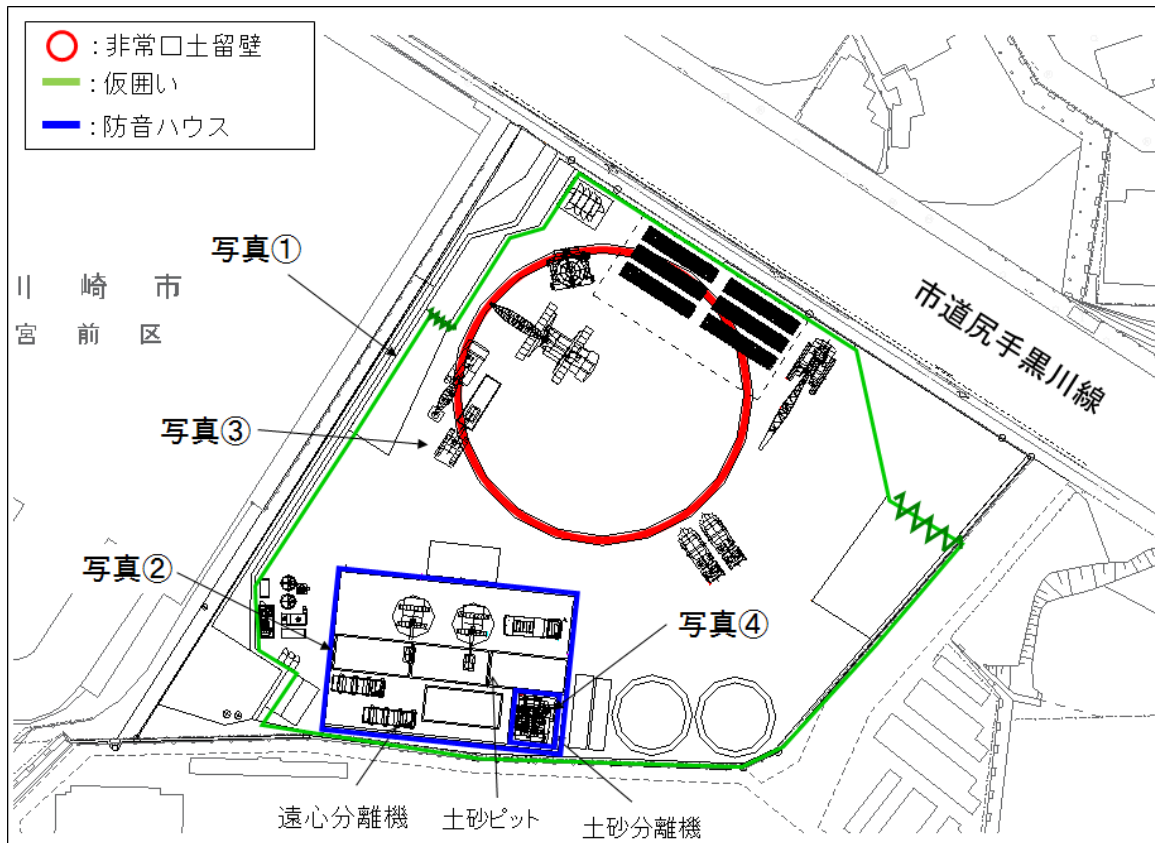 ：非常口土留壁
：仮囲い
：防音ハウス
写真①
川崎市
宮前区
市道尻手黒川線
写真③
写真②
写真④
遠心分離機
土砂ピット
土砂分離機